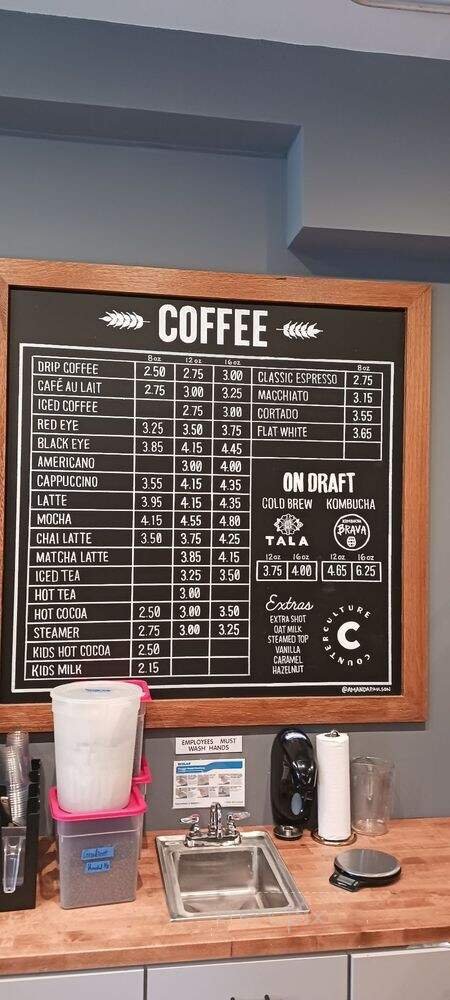 COFFEE
8oz 12oz 16oz
DRIP COFFEE 2.50 2.75 3.00
CAFÉ AU LAIT 2.75 3.00 3.25
ICED COFFEE 2.75 3.00
RED EYE 3.25 3.50 3.75
BLACK EYE 3.85 4.15 4.45
AMERICANO 3.00 4.00
CAPPUCCINO 3.55 4.15 4.35
LATTE 3.95 4.15 4.35
MOCHA 4.15 4.55 4.80
CHAI LATTE 3.50 3.75 4.25
MATCHA LATTE 3.85 4.15
ICED TEA 3.25 3.50
HOT TEA 3.00
HOT COCOA 2.50 3.00 3.50
STEAMER 2.75 3.00 3.25
KIDS HOT COCOA 2.50
KIDS MILK 2.15
8oz
CLASSIC ESPRESSO 2.75
MACCHIATO 3.15
CORTADO 3.55
FLAT WHITE 3.65
ON DRAFT
COLD BREW KOMBUCHA
TALA
KOMBUCHA
BRAVA
12oz 16oz 12oz 16oz
3.75 4.00 4.65 6.25
Extras
EXTRA SHOT
OAT MILK
STEAMED TOP
VANILLA
CARAMEL
HAZELNUT
COUNTERCULTURE
C
@AMANDAPAULSON
EMPLOYEES MUST
WASH HANDS
ECOLAB